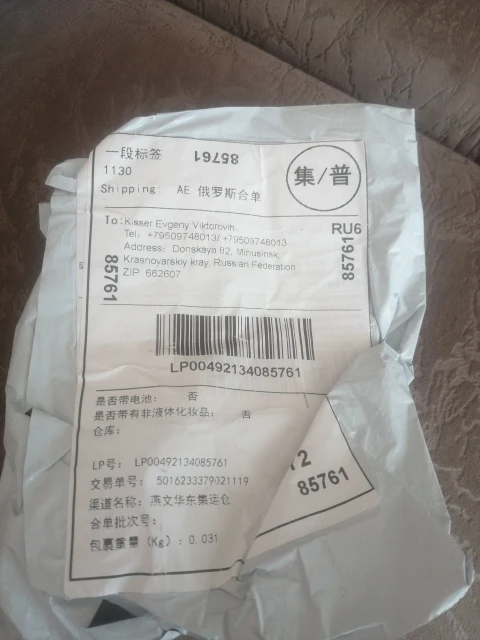 一段标签 85761
1130
Shipping: AE 俄罗斯合单
集/普
To: Kisser Evgeny Viktorovih
Tel: +79509748013/ +79509748013
Address: Donskaya 82, Minusinsk,
Krasnoyarskiy kray, Russian Federation
ZIP 662607
RU6
85761
85761
LP00492134085761
是否带电池: 否
是否带有非液体化妆品: 否
仓库:
LP号: LP00492134085761
交易单号: 5016233379021119
渠道名称: 燕文华东集运仓
合单批次号:
包裹重量 (Kg): 0.031
85761